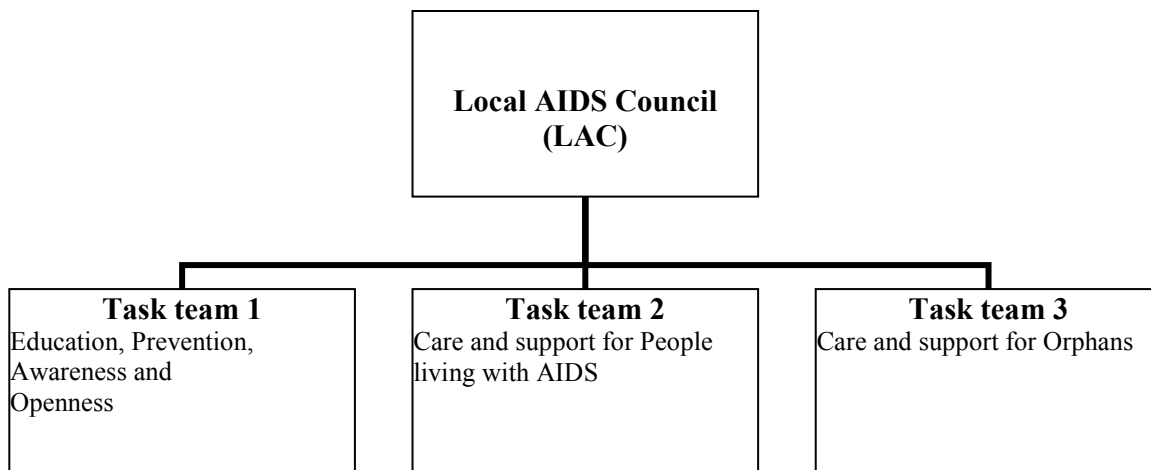 Local AIDS Council
(LAC)
Task team 1
Education, Prevention,
Awareness and
Openness
Task team 2
Care and support for People
living with AIDS
Task team 3
Care and support for Orphans